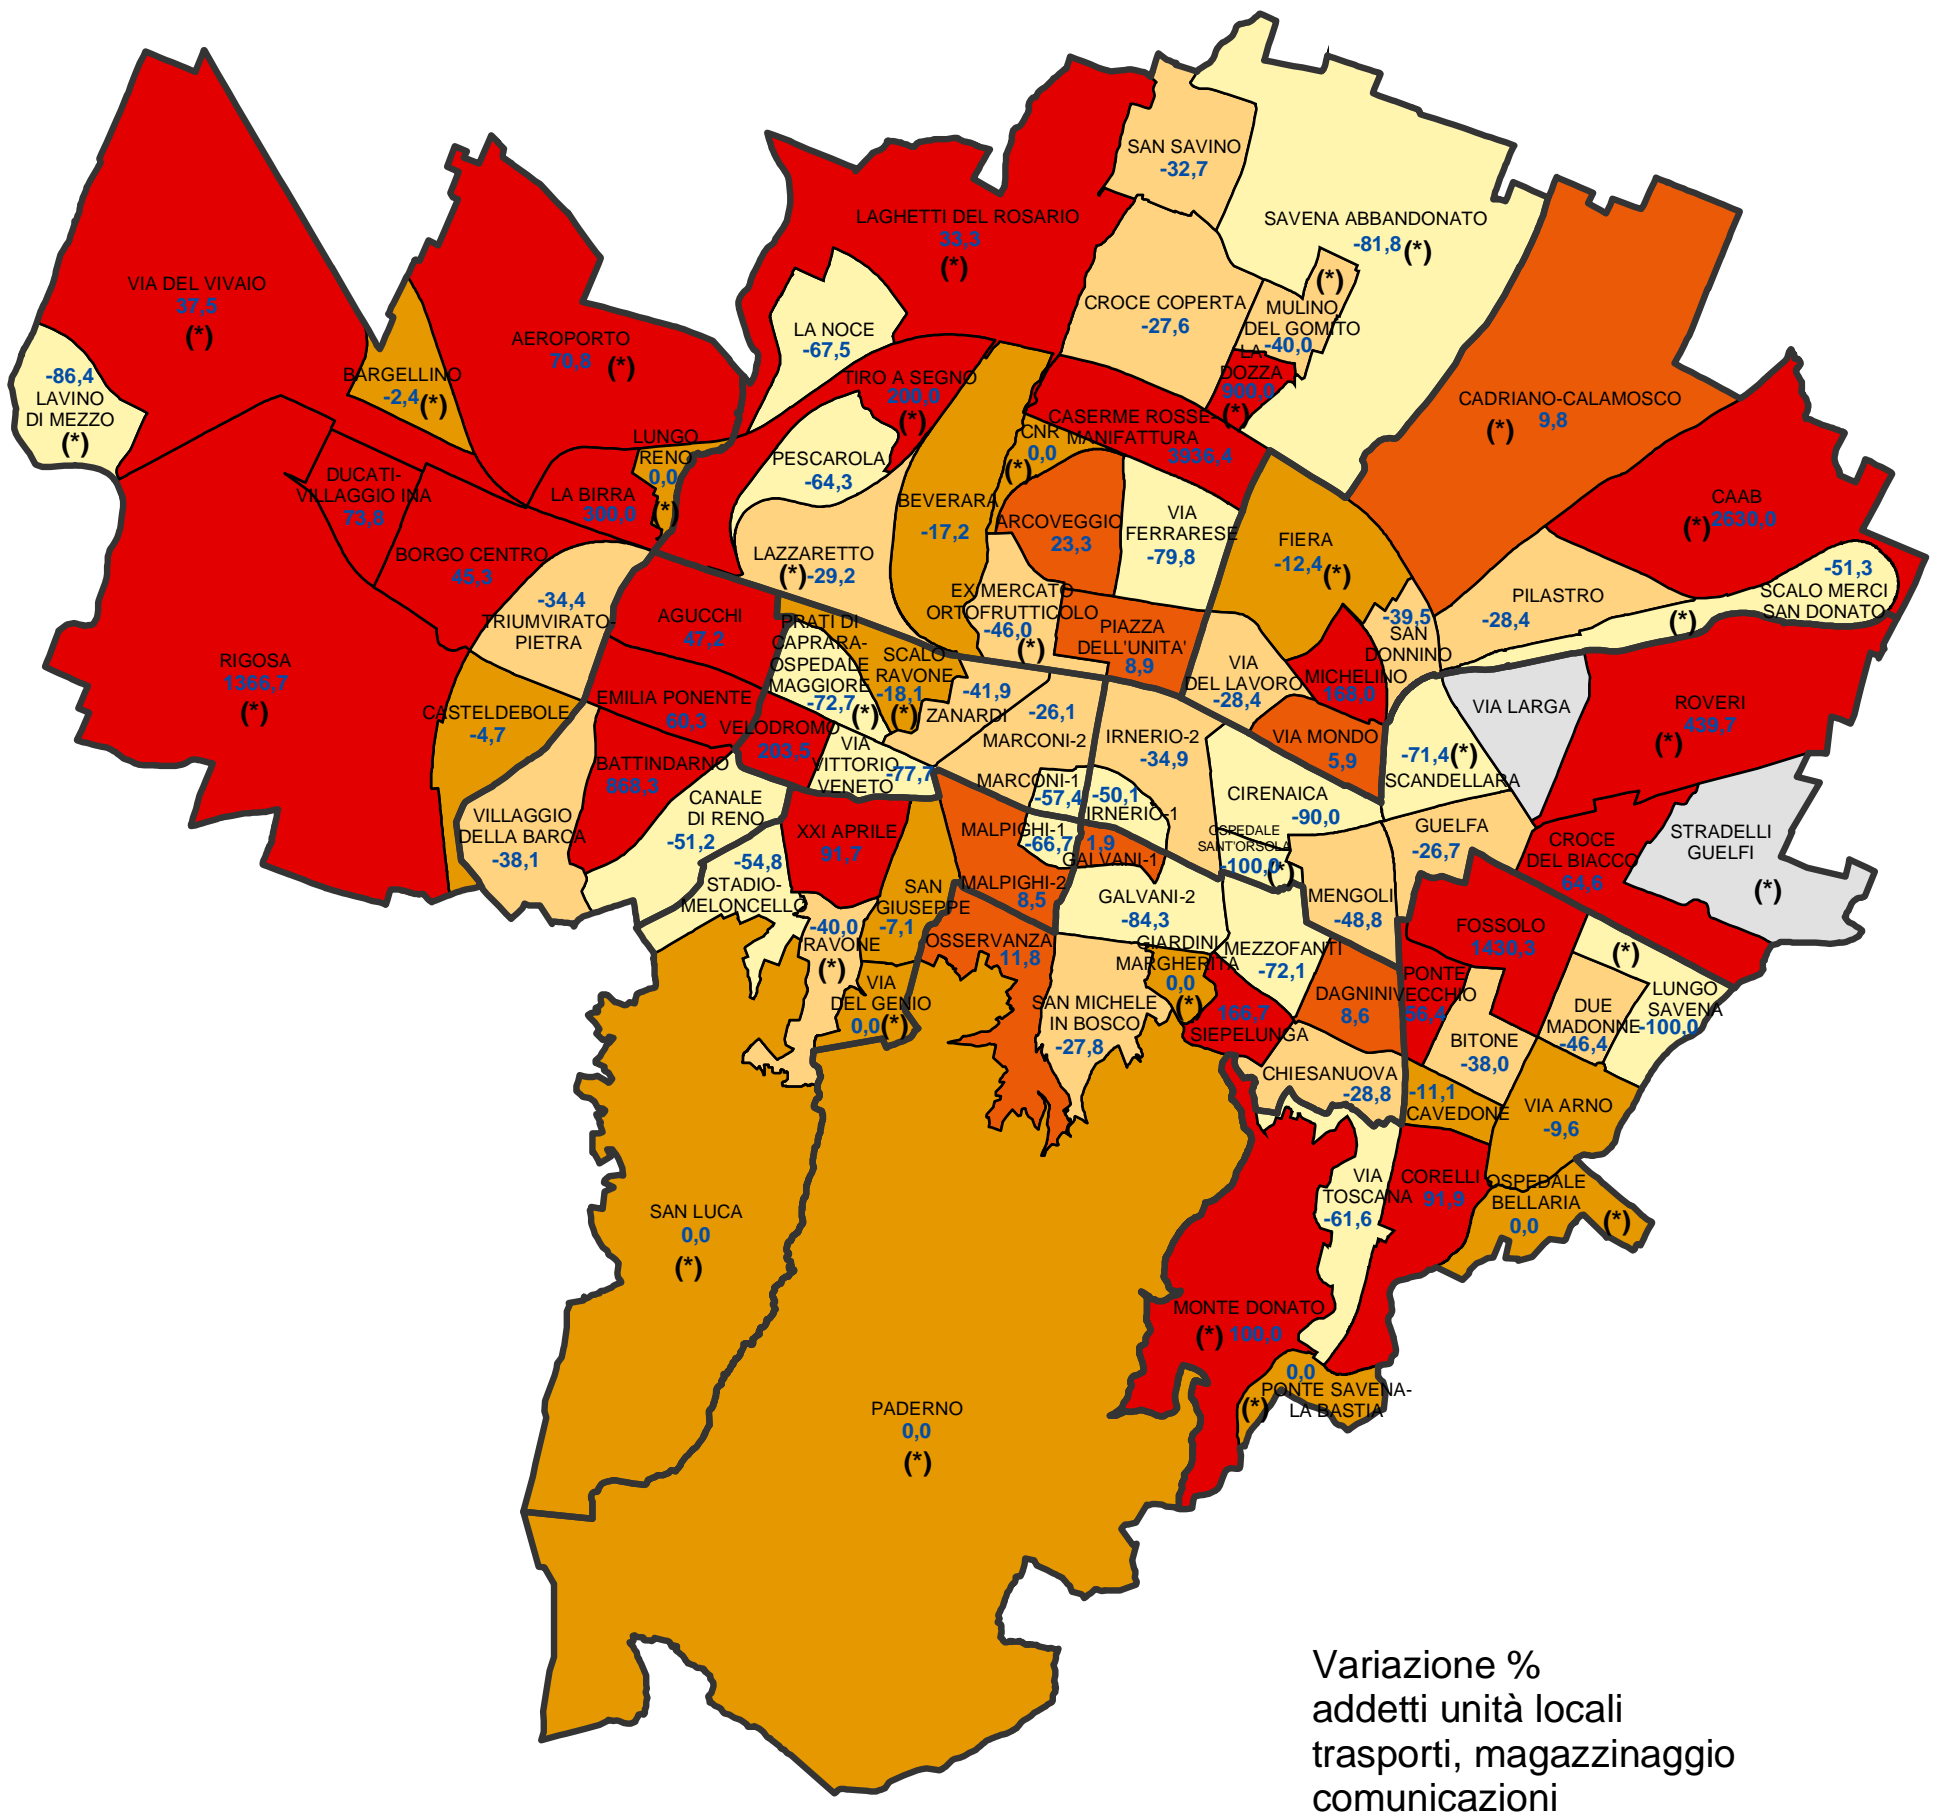 SAN SAVINO
-32,7
LAGHETTI DEL ROSARIO
33,3
(*)
SAVENA ABBANDONATO
-81,8 (*)
VIA DEL VIVAIO
37,5
(*)
CROCE COPERTA
-27,6
(*)
MULINO
DEL GOMITO
-40,0
LA NOCE
-67,5
AEROPORTO
70,8 (*)
BARGELLINO
-2,4 (*)
-86,4
LAVINO
DI MEZZO
(*)
TIRO A SEGNO
200,0
(*)
LA
DOZZA
900,0
(*)
CADRIANO-CALAMOSCO
(*) 9,8
CASERME ROSSE-
MANIFATTURA
3936,4
CNR
0,0
(*)
LUNGO
RENO
0,0
(*)
PESCAROLA
-64,3
DUCATI-
VILLAGGIO INA
73,8
LA BIRRA
300,0
BEVERARA
-17,2
ARCOVEGGIO
23,3
VIA
FERRARESE
-79,8
FIERA
-12,4 (*)
CAAB
(*) 2630,0
BORGO CENTRO
45,3
LAZZARETTO
(*) -29,2
-51,3
SCALO MERCI
SAN DONATO
(*)
EX MERCATO
ORTOFRUTTICOLO
-46,0
(*)
-34,4
TRIUMVIRATO-
PIETRA
AGUCCHI
47,2
PRATI DI
CAPRARA-
OSPEDALE
MAGGIORE
-72,7 (*)
SCALO
RAVONE
-18,1
(*)
PIAZZA
DELL'UNITA'
8,9
-39,5
SAN
DONNINO
PILASTRO
-28,4
VIA
DEL LAVORO
-28,4
MICHELINO
168,0
RIGOSA
1366,7
(*)
EMILIA PONENTE
60,3
-41,9
ZANARDI
-26,1
MARCONI-2
VIA LARGA
ROVERI
439,7
(*)
CASTELDEBOLE
-4,7
VELODROMO
203,5
VIA
VITTORIO
VENETO
-77,7
IRNERIO-2
-34,9
VIA MONDO
5,9
-71,4 (*)
SCANDELLARA
BATTINDARNO
868,3
MARCONI-1
-57,4
-50,1
IRNERIO-1
CIRENAICA
-90,0
CANALE
DI RENO
-51,2
VILLAGGIO
DELLA BARCA
-38,1
XXI APRILE
91,7
MALPIGHI-1
-66,7
1,9
GALVANI-1
OSPEDALE
SANT'ORSOLA
-100,0
(*)
GUELFA
-26,7
CROCE
DEL BIACCO
64,6
STRADELLI
GUELFI
(*)
-54,8
STADIO-
MELONCELLO
SAN
GIUSEPPE
-7,1
MALPIGHI-2
8,5
GALVANI-2
-84,3
MENGOLI
-48,8
FOSSOLO
1430,3
-40,0
RAVONE
(*)
OSSERVANZA
11,8
GIARDINI
MARGHERITA
0,0
(*)
MEZZOFANTI
-72,1
(*)
LUNGO
SAVENA
-100,0
VIA
DEL GENIO
0,0 (*)
SAN MICHELE
IN BOSCO
-27,8
166,7
SIEPELUNGA
DAGNINI
8,6
PONTE
VECCHIO
56,4
DUE
MADONNE
-46,4
BITONE
-38,0
CHIESANUOVA
-28,8
-11,1
CAVEDONE
VIA ARNO
-9,6
VIA
TOSCANA
-61,6
CORELLI
91,9
OSPEDALE
BELLARIA
0,0
(*)
SAN LUCA
0,0
(*)
MONTE DONATO
(*) 100,0
0,0
PONTE SAVENA-
LA BASTIA
(*)
PADERNO
0,0
(*)
Variazione %
addetti unità locali
trasporti, magazzinaggio
comunicazioni